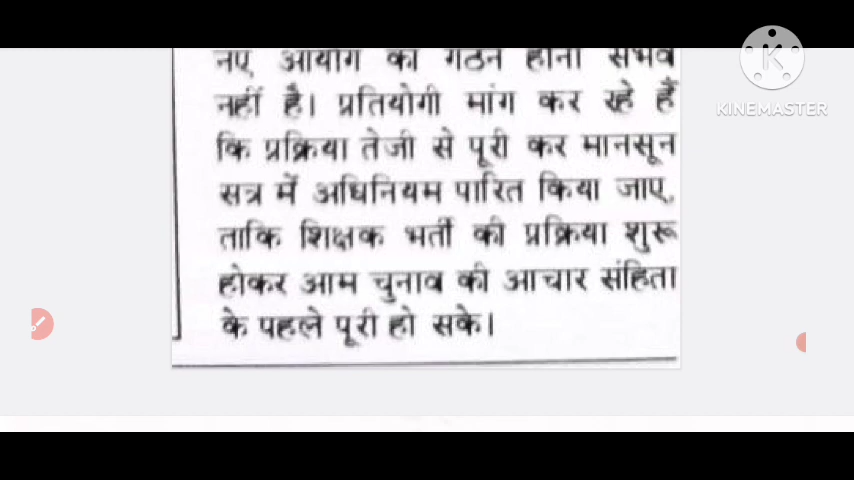 नए आयोग का गठन होना संभव
नहीं है। प्रतियोगी मांग कर रहे हैं
कि प्रक्रिया तेजी से पूरी कर मानसून
सत्र में अधिनियम पारित किया जाए,
ताकि शिक्षक भर्ती की प्रक्रिया शुरू
होकर आम चुनाव की आचार संहिता
के पहले पूरी हो सके।
KINEMASTER